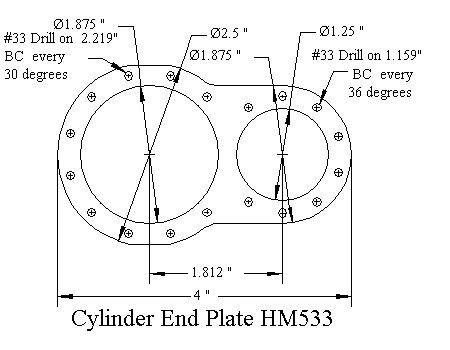 Ø1.875 "
#33 Drill on 2.219"
BC every
30 degrees
Ø2.5 "
Ø1.875 "
Ø1.25 "
#33 Drill on 1.159"
BC every
36 degrees
1.812 "
4 "
Cylinder End Plate HM533